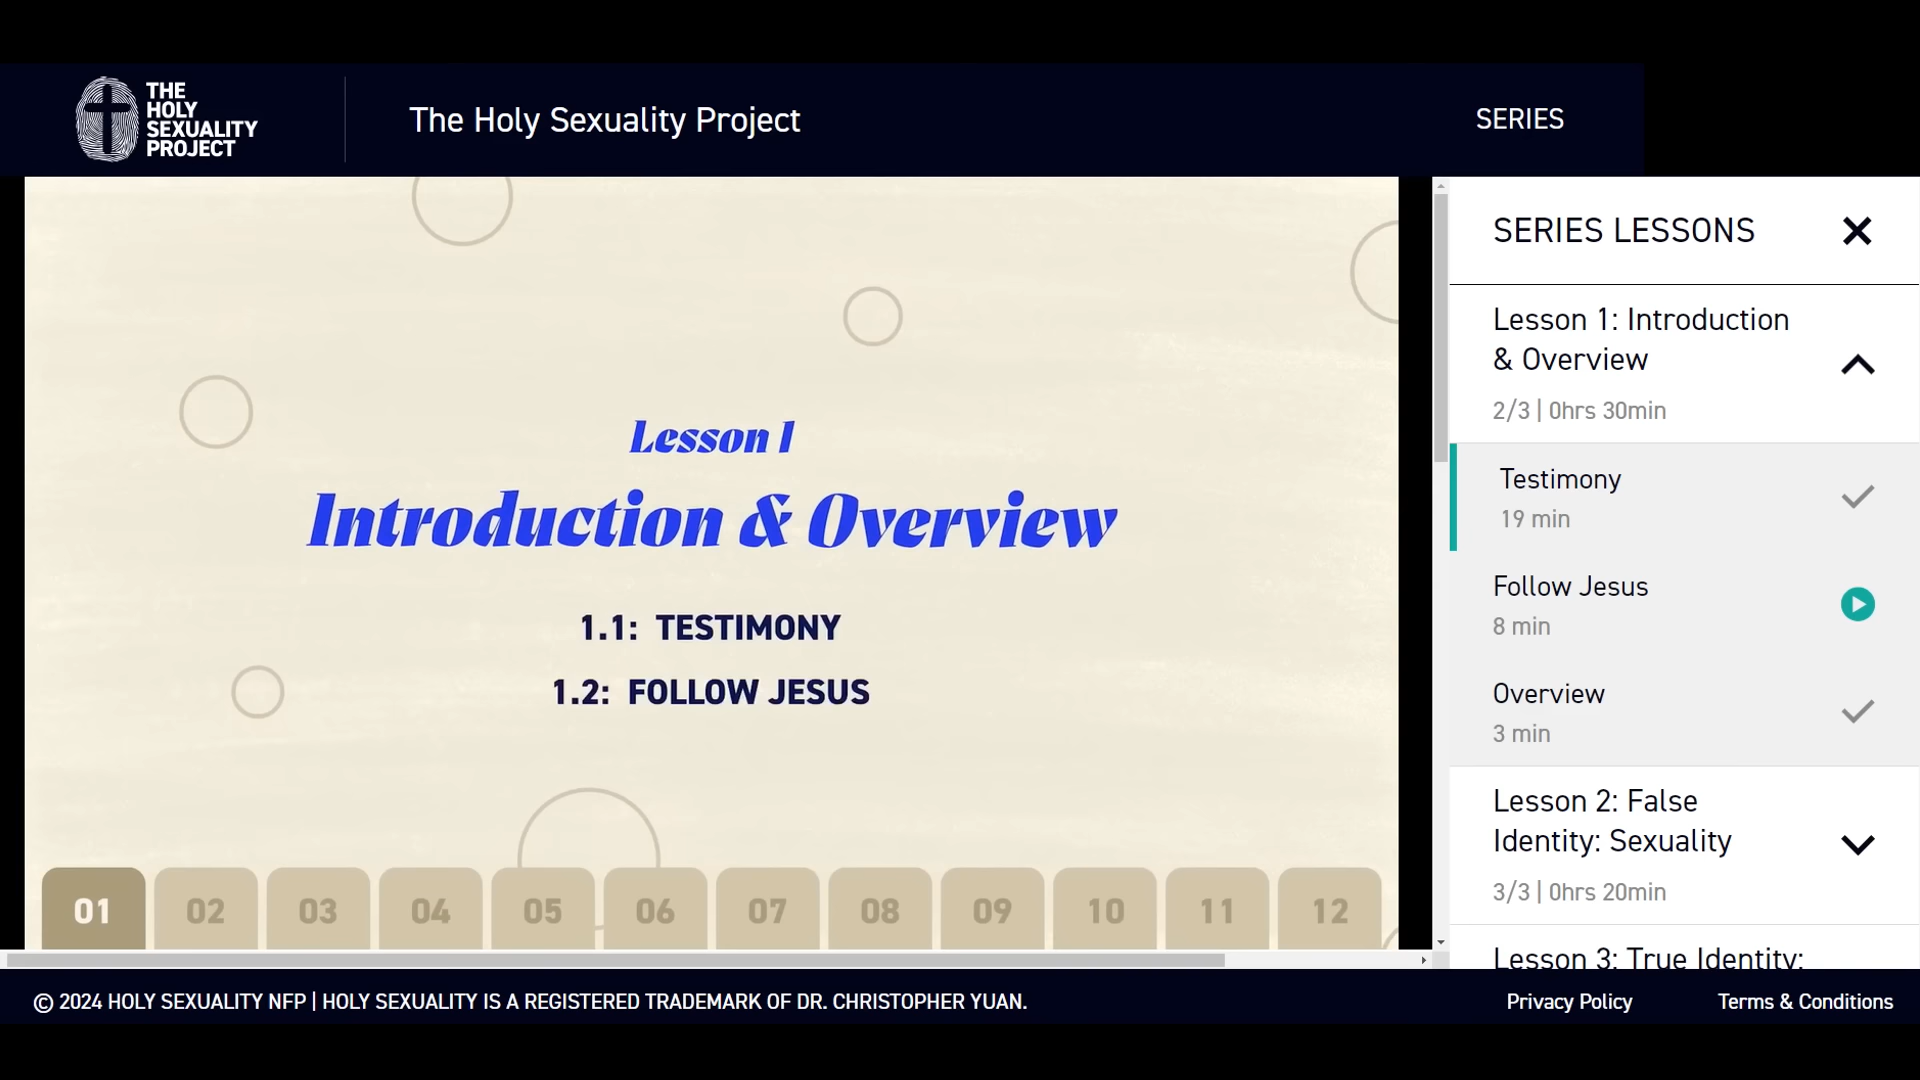 THE
HOLY
SEXUALITY
PROJECT
The Holy Sexuality Project
SERIES
Lesson 1
Introduction & Overview
1.1: TESTIMONY
1.2: FOLLOW JESUS
01 02 03 04 05 06 07 08 09 10 11 12
SERIES LESSONS
Lesson 1: Introduction
& Overview
2/3 | 0hrs 30min
Testimony
19 min
Follow Jesus
8 min
Overview
3 min
Lesson 2: False
Identity: Sexuality
3/3 | 0hrs 20min
Lesson 3: True Identity:
© 2024 HOLY SEXUALITY NFP | HOLY SEXUALITY IS A REGISTERED TRADEMARK OF DR. CHRISTOPHER YUAN.
Privacy Policy
Terms & Conditions